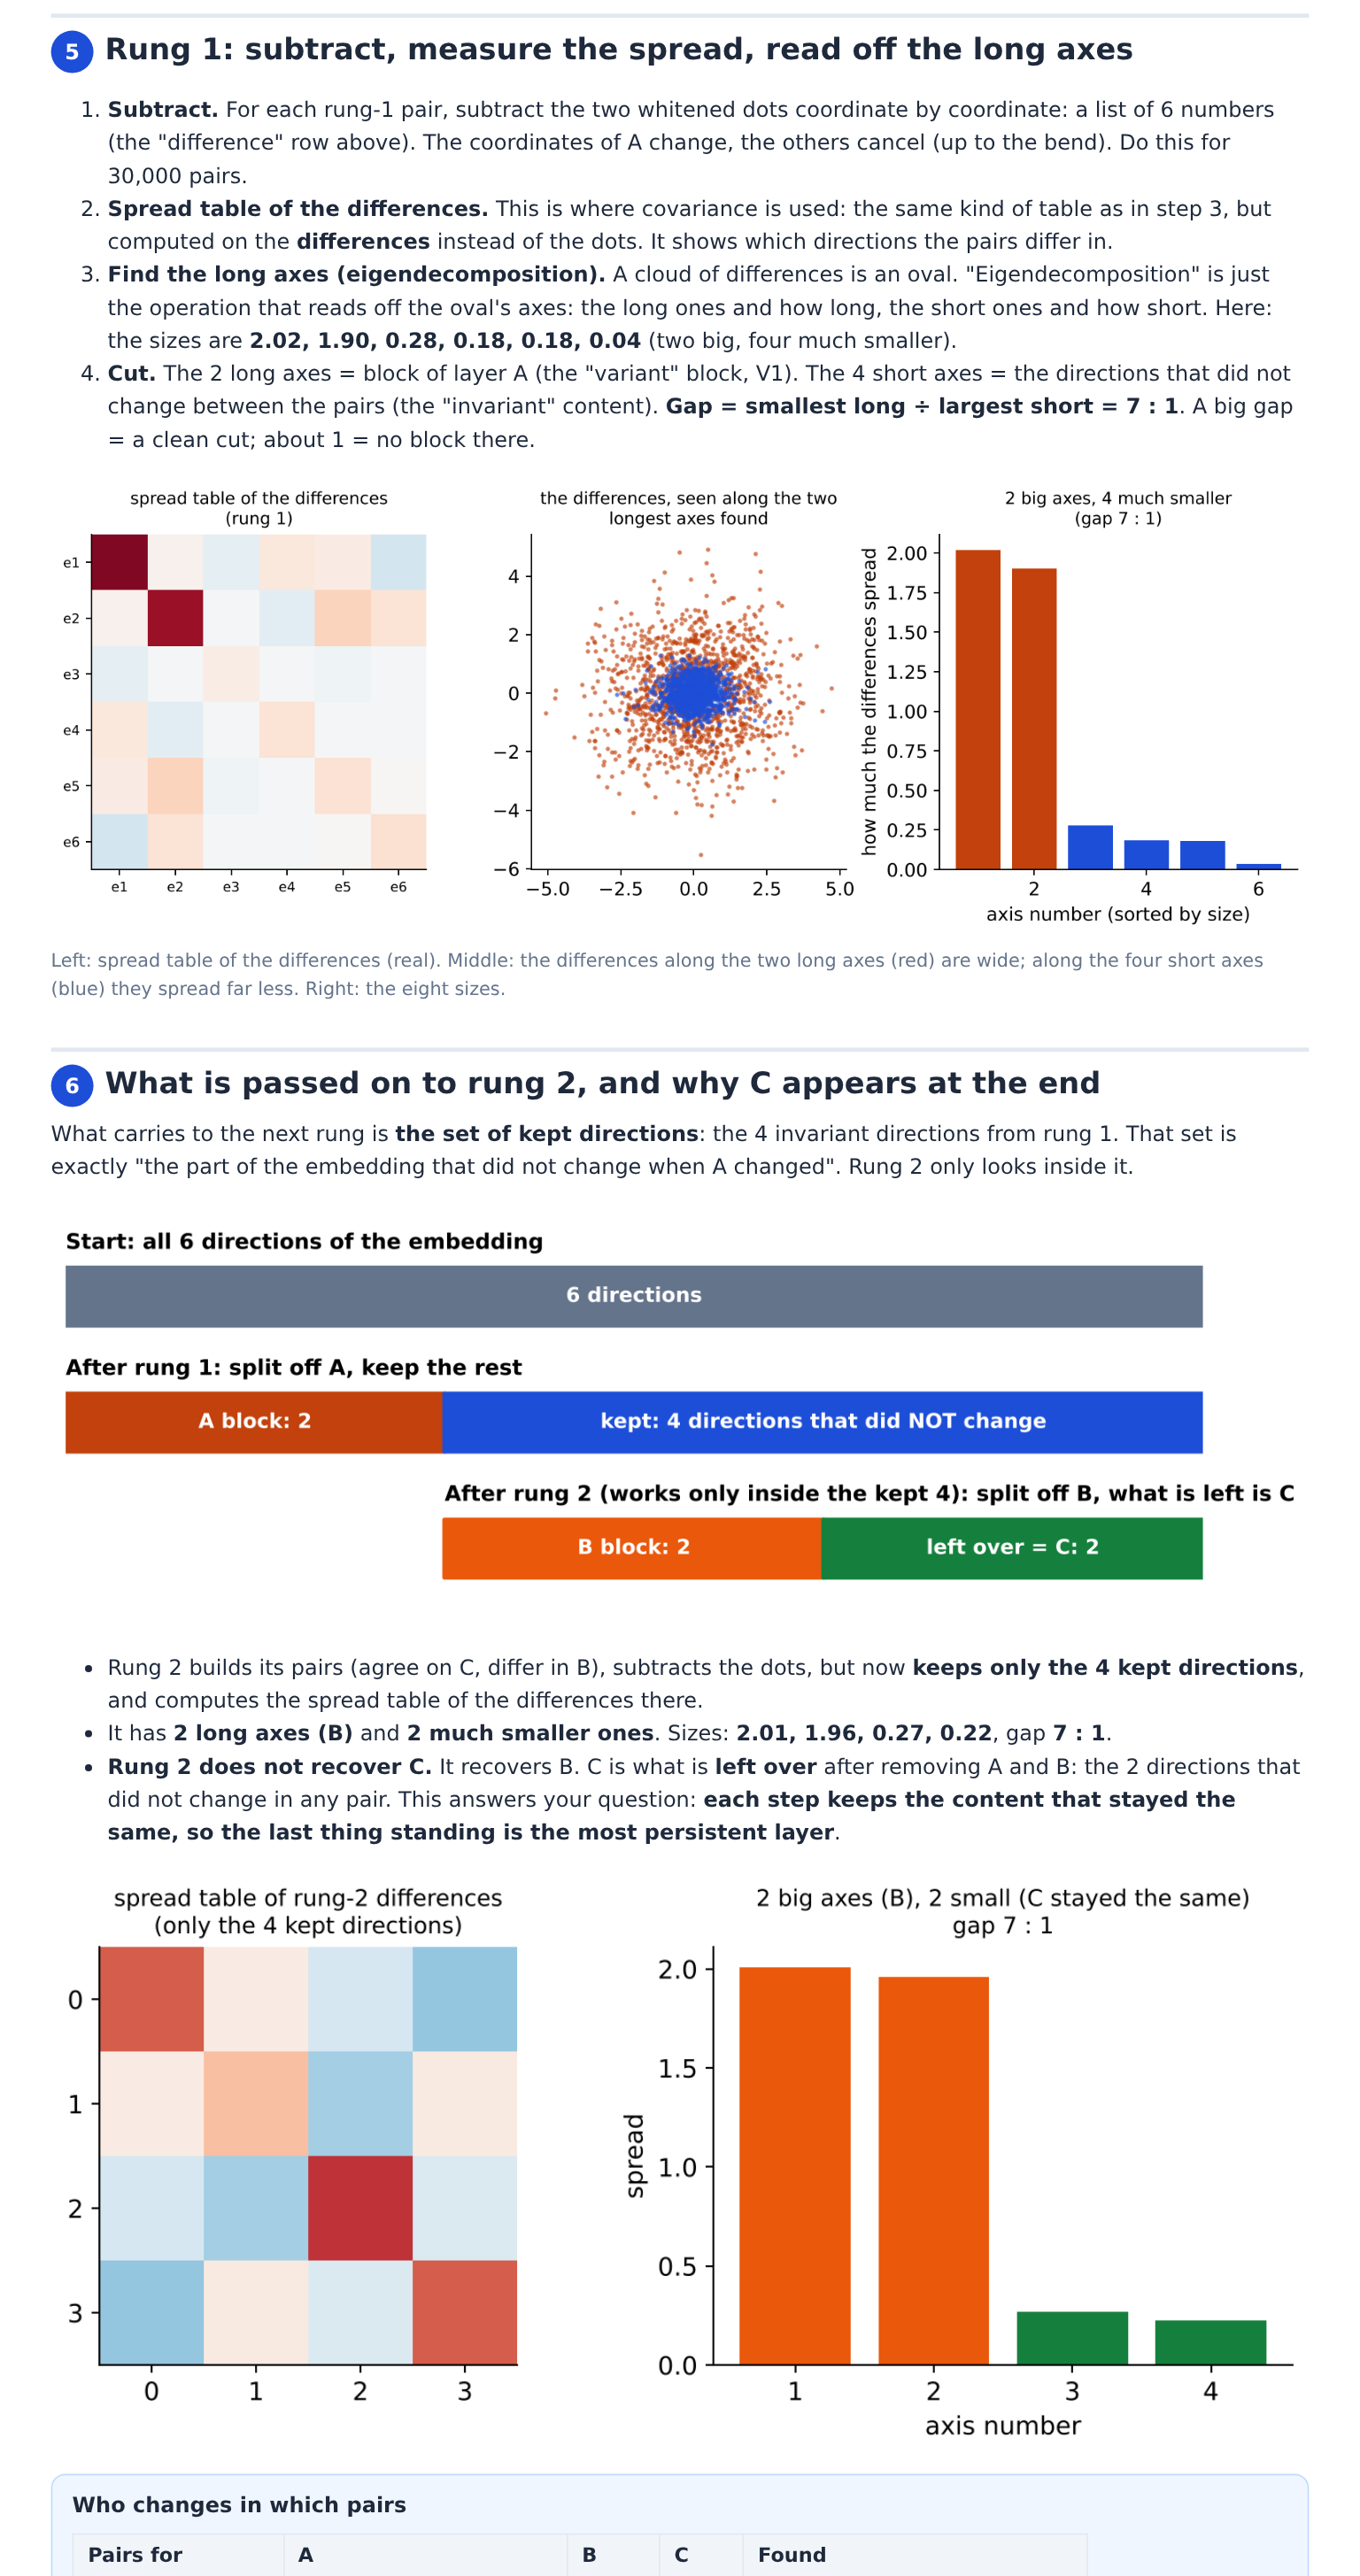 5 Rung 1: subtract, measure the spread, read off the long axes
1. Subtract. For each rung-1 pair, subtract the two whitened dots coordinate by coordinate: a list of 6 numbers
(the "difference" row above). The coordinates of A change, the others cancel (up to the bend). Do this for
30,000 pairs.
2. Spread table of the differences. This is where covariance is used: the same kind of table as in step 3, but
computed on the differences instead of the dots. It shows which directions the pairs differ in.
3. Find the long axes (eigendecomposition). A cloud of differences is an oval. "Eigendecomposition" is just
the operation that reads off the oval's axes: the long ones and how long, the short ones and how short. Here:
the sizes are 2.02, 1.90, 0.28, 0.18, 0.18, 0.04 (two big, four much smaller).
4. Cut. The 2 long axes = block of layer A (the "variant" block, V1). The 4 short axes = the directions that did not
change between the pairs (the "invariant" content). Gap = smallest long ÷ largest short = 7 : 1. A big gap
= a clean cut; about 1 = no block there.
spread table of the differences
(rung 1)
e1
e2
e3
e4
e5
e6
e1 e2 e3 e4 e5 e6
the differences, seen along the two
longest axes found
4
2
0
−2
−4
−6
−5.0 −2.5 0.0 2.5 5.0
2 big axes, 4 much smaller
(gap 7 : 1)
how much the differences spread
2.00
1.75
1.50
1.25
1.00
0.75
0.50
0.25
0.00
2 4 6
axis number (sorted by size)
Left: spread table of the differences (real). Middle: the differences along the two long axes (red) are wide; along the four short axes
(blue) they spread far less. Right: the eight sizes.
6 What is passed on to rung 2, and why C appears at the end
What carries to the next rung is the set of kept directions: the 4 invariant directions from rung 1. That set is
exactly "the part of the embedding that did not change when A changed". Rung 2 only looks inside it.
Start: all 6 directions of the embedding
6 directions
After rung 1: split off A, keep the rest
A block: 2 kept: 4 directions that did NOT change
After rung 2 (works only inside the kept 4): split off B, what is left is C
B block: 2 left over = C: 2
• Rung 2 builds its pairs (agree on C, differ in B), subtracts the dots, but now keeps only the 4 kept directions,
and computes the spread table of the differences there.
• It has 2 long axes (B) and 2 much smaller ones. Sizes: 2.01, 1.96, 0.27, 0.22, gap 7 : 1.
• Rung 2 does not recover C. It recovers B. C is what is left over after removing A and B: the 2 directions that
did not change in any pair. This answers your question: each step keeps the content that stayed the
same, so the last thing standing is the most persistent layer.
spread table of rung-2 differences
(only the 4 kept directions)
0
1
2
3
0 1 2 3
2 big axes (B), 2 small (C stayed the same)
gap 7 : 1
spread
2.0
1.5
1.0
0.5
0.0
1 2 3 4
axis number
Who changes in which pairs
Pairs for A B C Found